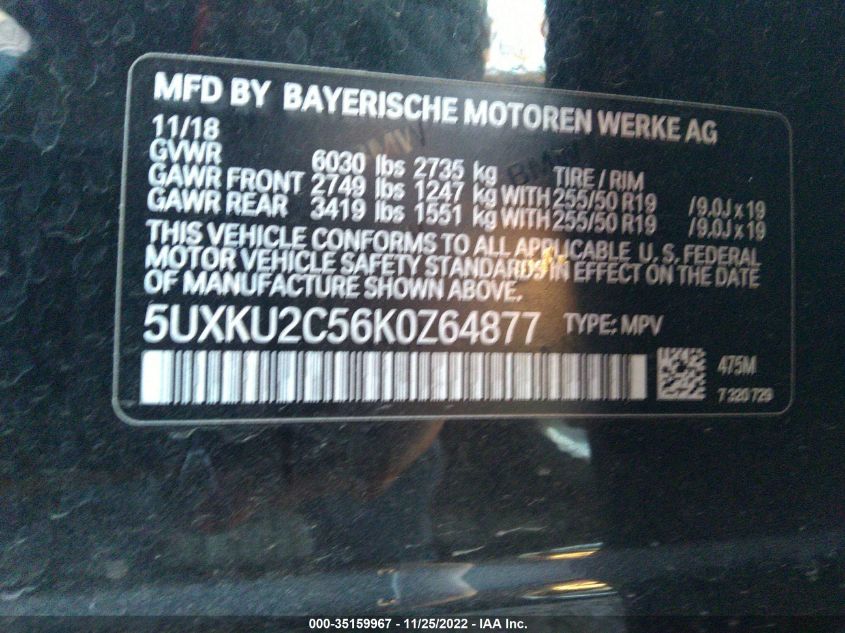 MFD BY BAYERISCHE MOTOREN WERKE AG
11/18
GVWR 6030 lbs 2735 kg TIRE / RIM
GAWR FRONT 2749 lbs 1247 kg WITH 255/50 R19 /9.0J x 19
GAWR REAR 3419 lbs 1551 kg WITH 255/50 R19 /9.0J x 19
THIS VEHICLE CONFORMS TO ALL APPLICABLE U. S. FEDERAL
MOTOR VEHICLE SAFETY STANDARDS IN EFFECT ON THE DATE
OF MANUFACTURE SHOWN ABOVE.
5UXKU2C56K0Z64877 TYPE: MPV
475M
7 320 729
000-35159967 - 11/25/2022 - IAA Inc.